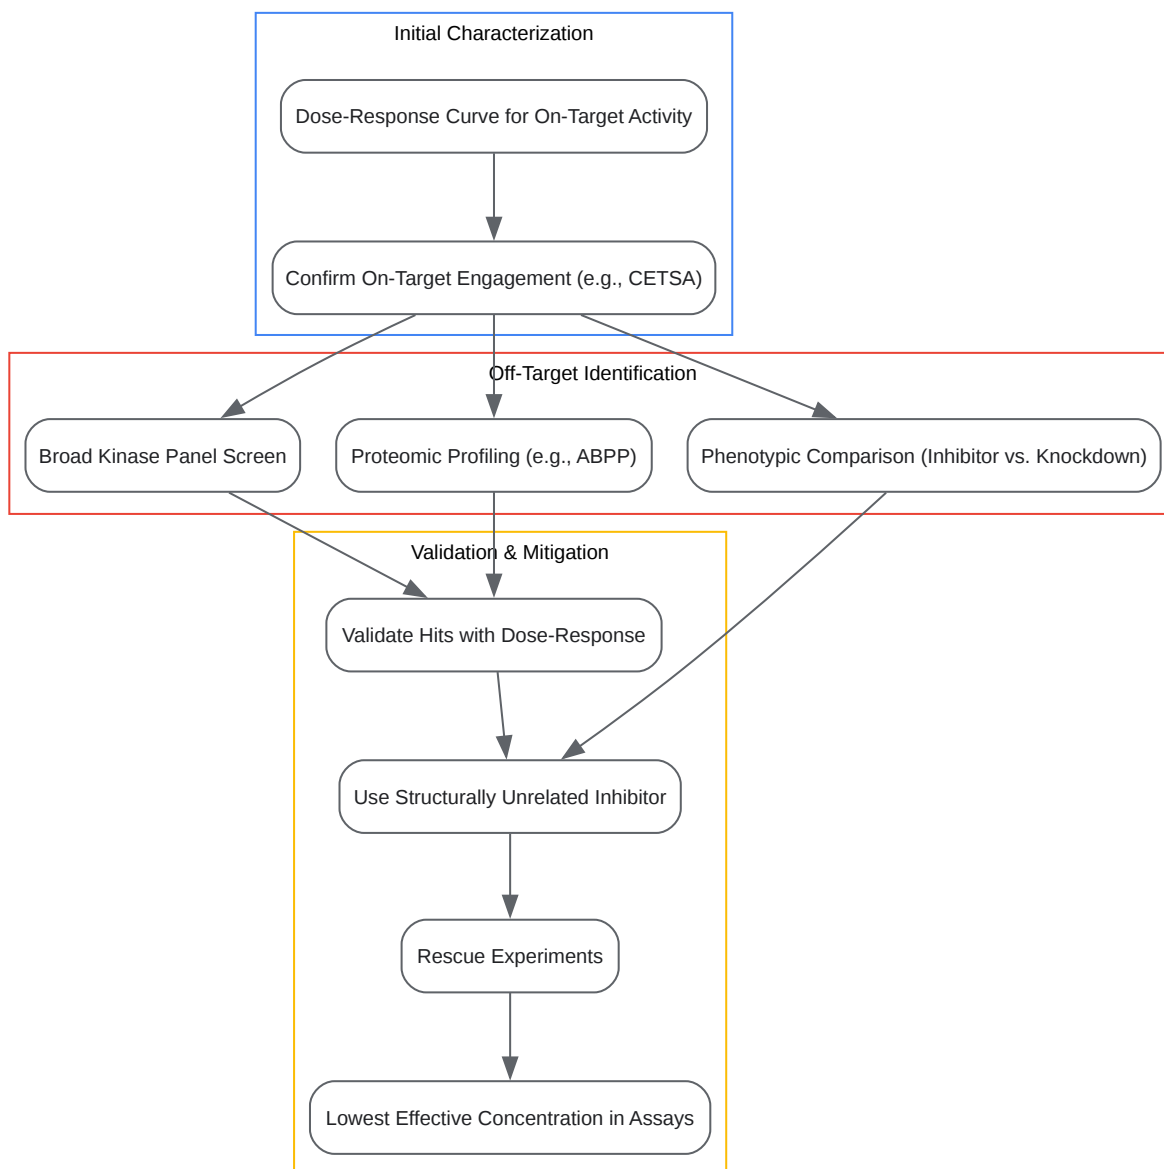 Initial Characterization
Dose-Response Curve for On-Target Activity
Confirm On-Target Engagement (e.g., CETSA)
Off-Target Identification
Broad Kinase Panel Screen
Proteomic Profiling (e.g., ABPP)
Phenotypic Comparison (Inhibitor vs. Knockdown)
Validation & Mitigation
Validate Hits with Dose-Response
Use Structurally Unrelated Inhibitor
Rescue Experiments
Lowest Effective Concentration in Assays